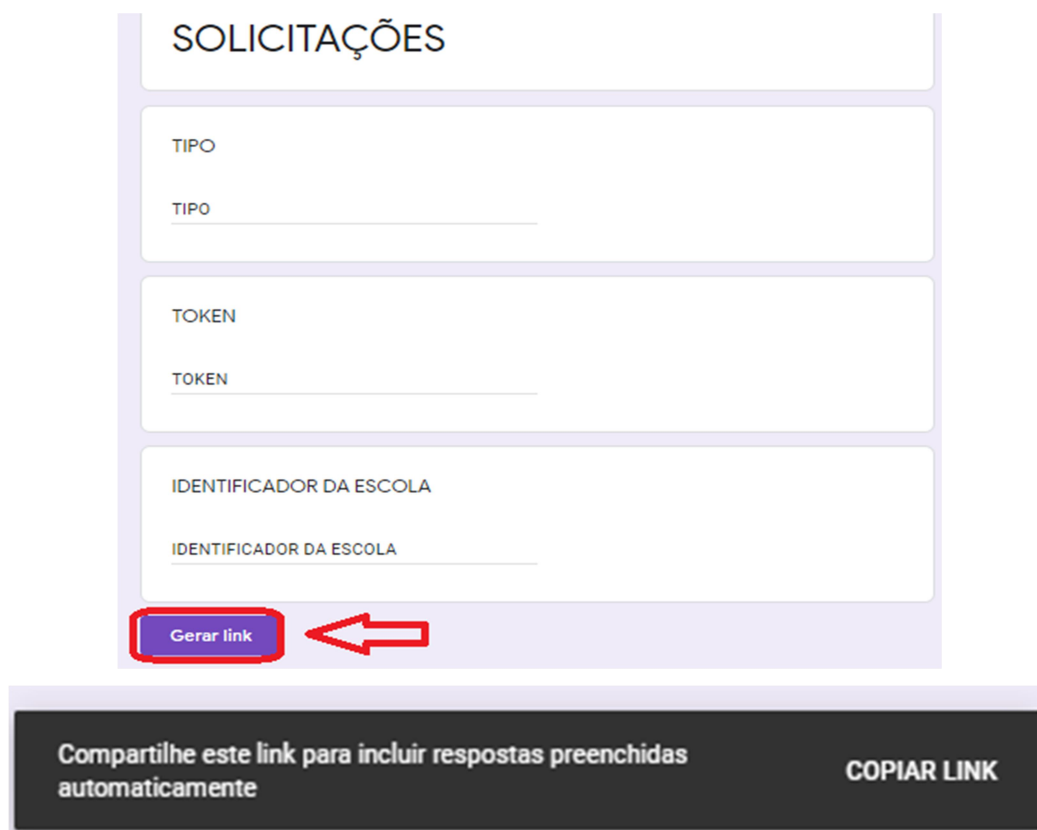 SOLICITAÇÕES
TIPO
TIPO
TOKEN
TOKEN
IDENTIFICADOR DA ESCOLA
IDENTIFICADOR DA ESCOLA
Gerar link
Compartilhe este link para incluir respostas preenchidas
automaticamente
COPIAR LINK